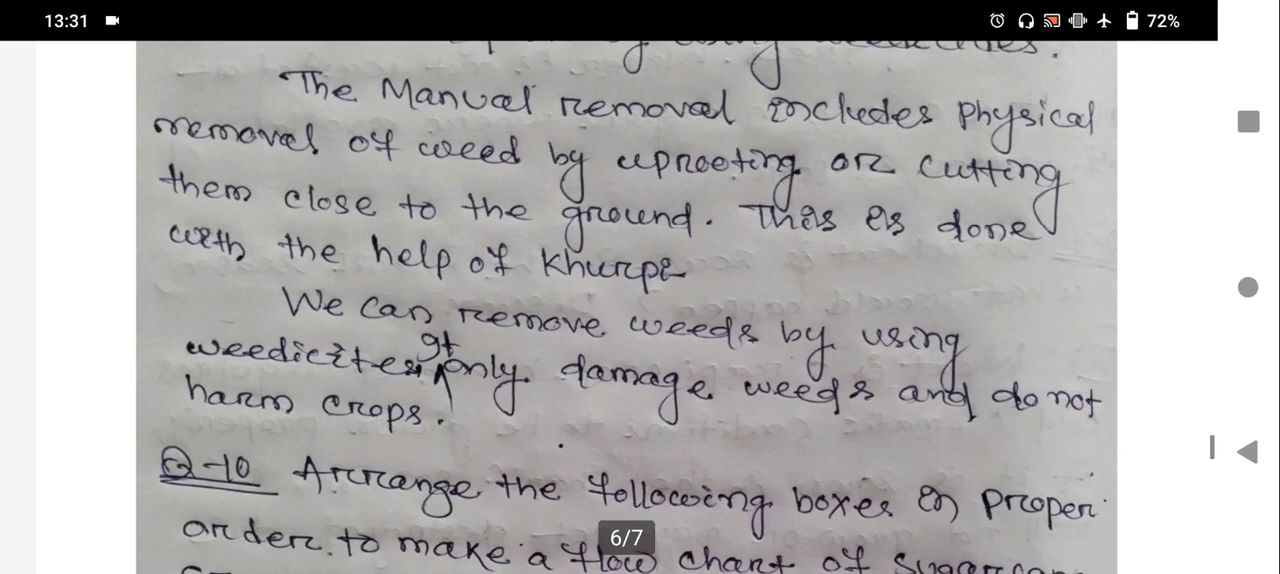 13:31
72%
The Manual removal includes physical
removal of weed by uprooting or cutting
them close to the ground. This is done
with the help of Khurpi
We can remove weeds by using
weedicites, It only damage weeds and do not
harm crops.
Q-10 Arrange the following boxes in proper
order. to make a flow chart of
6/7